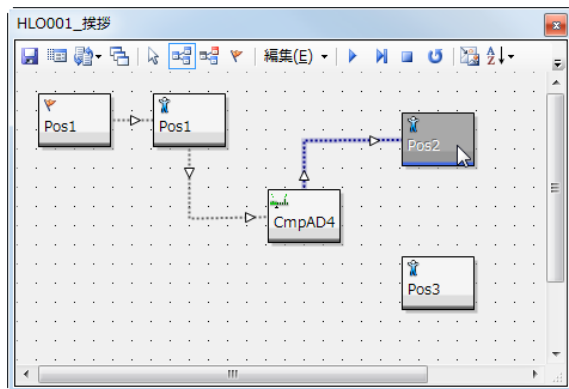 HLO001_挨拶
編集(E)
A
Z
Pos1
Pos1
Pos2
CmpAD4
Pos3